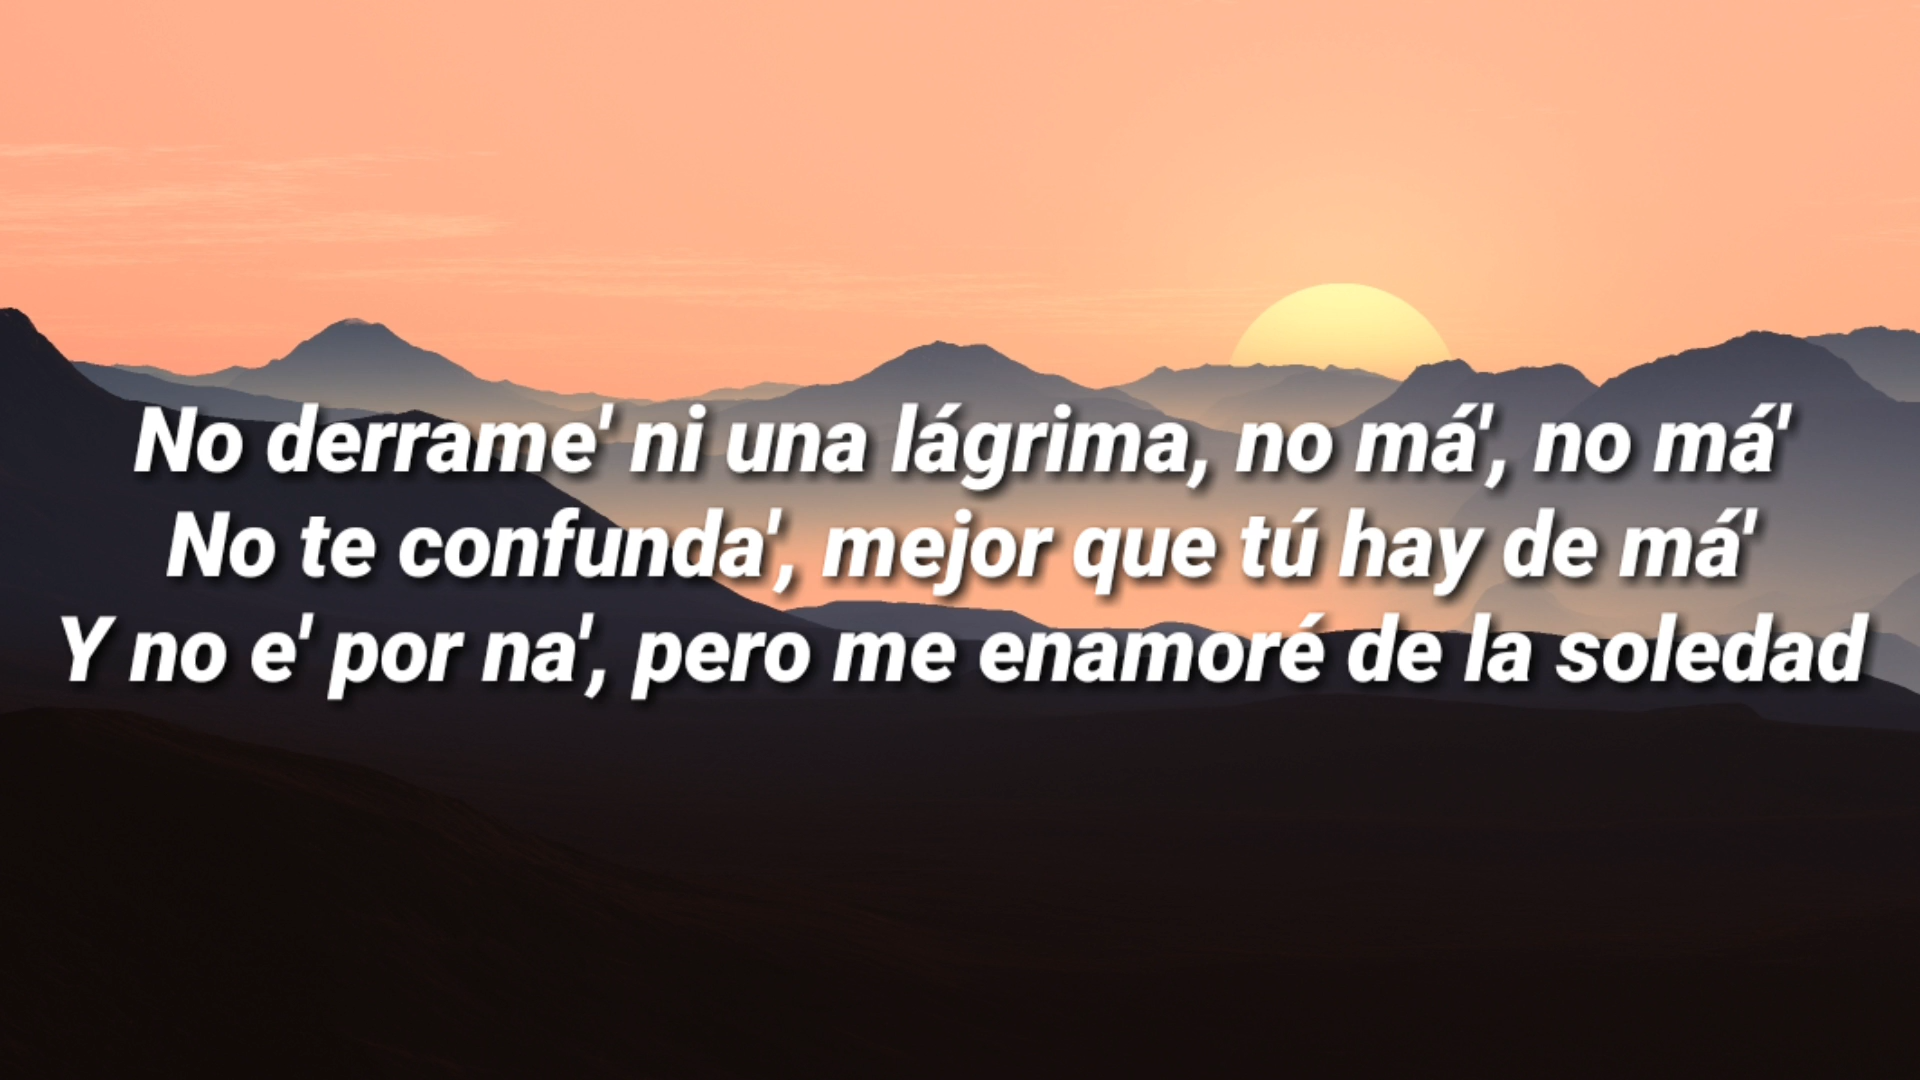 No derrame' ni una lágrima, no má', no má'
No te confunda', mejor que tú hay de má'
Y no e' por na', pero me enamoré de la soledad